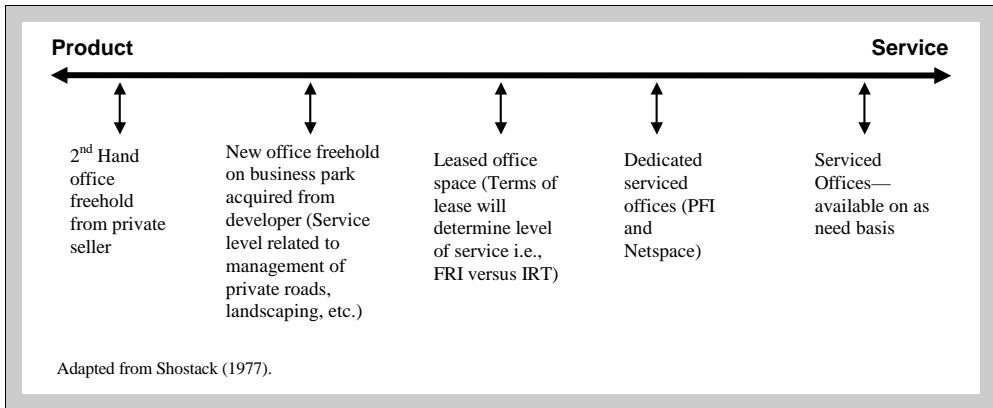 Product
Service
2nd Hand
office
freehold
from private
seller
New office freehold
on business park
acquired from
developer (Service
level related to
management of
private roads,
landscaping, etc.)
Leased office
space (Terms of
lease will
determine level
of service i.e.,
FRI versus IRT)
Dedicated
serviced
offices (PFI
and
Netspace)
Serviced
Offices—
available on as
need basis
Adapted from Shostack (1977).